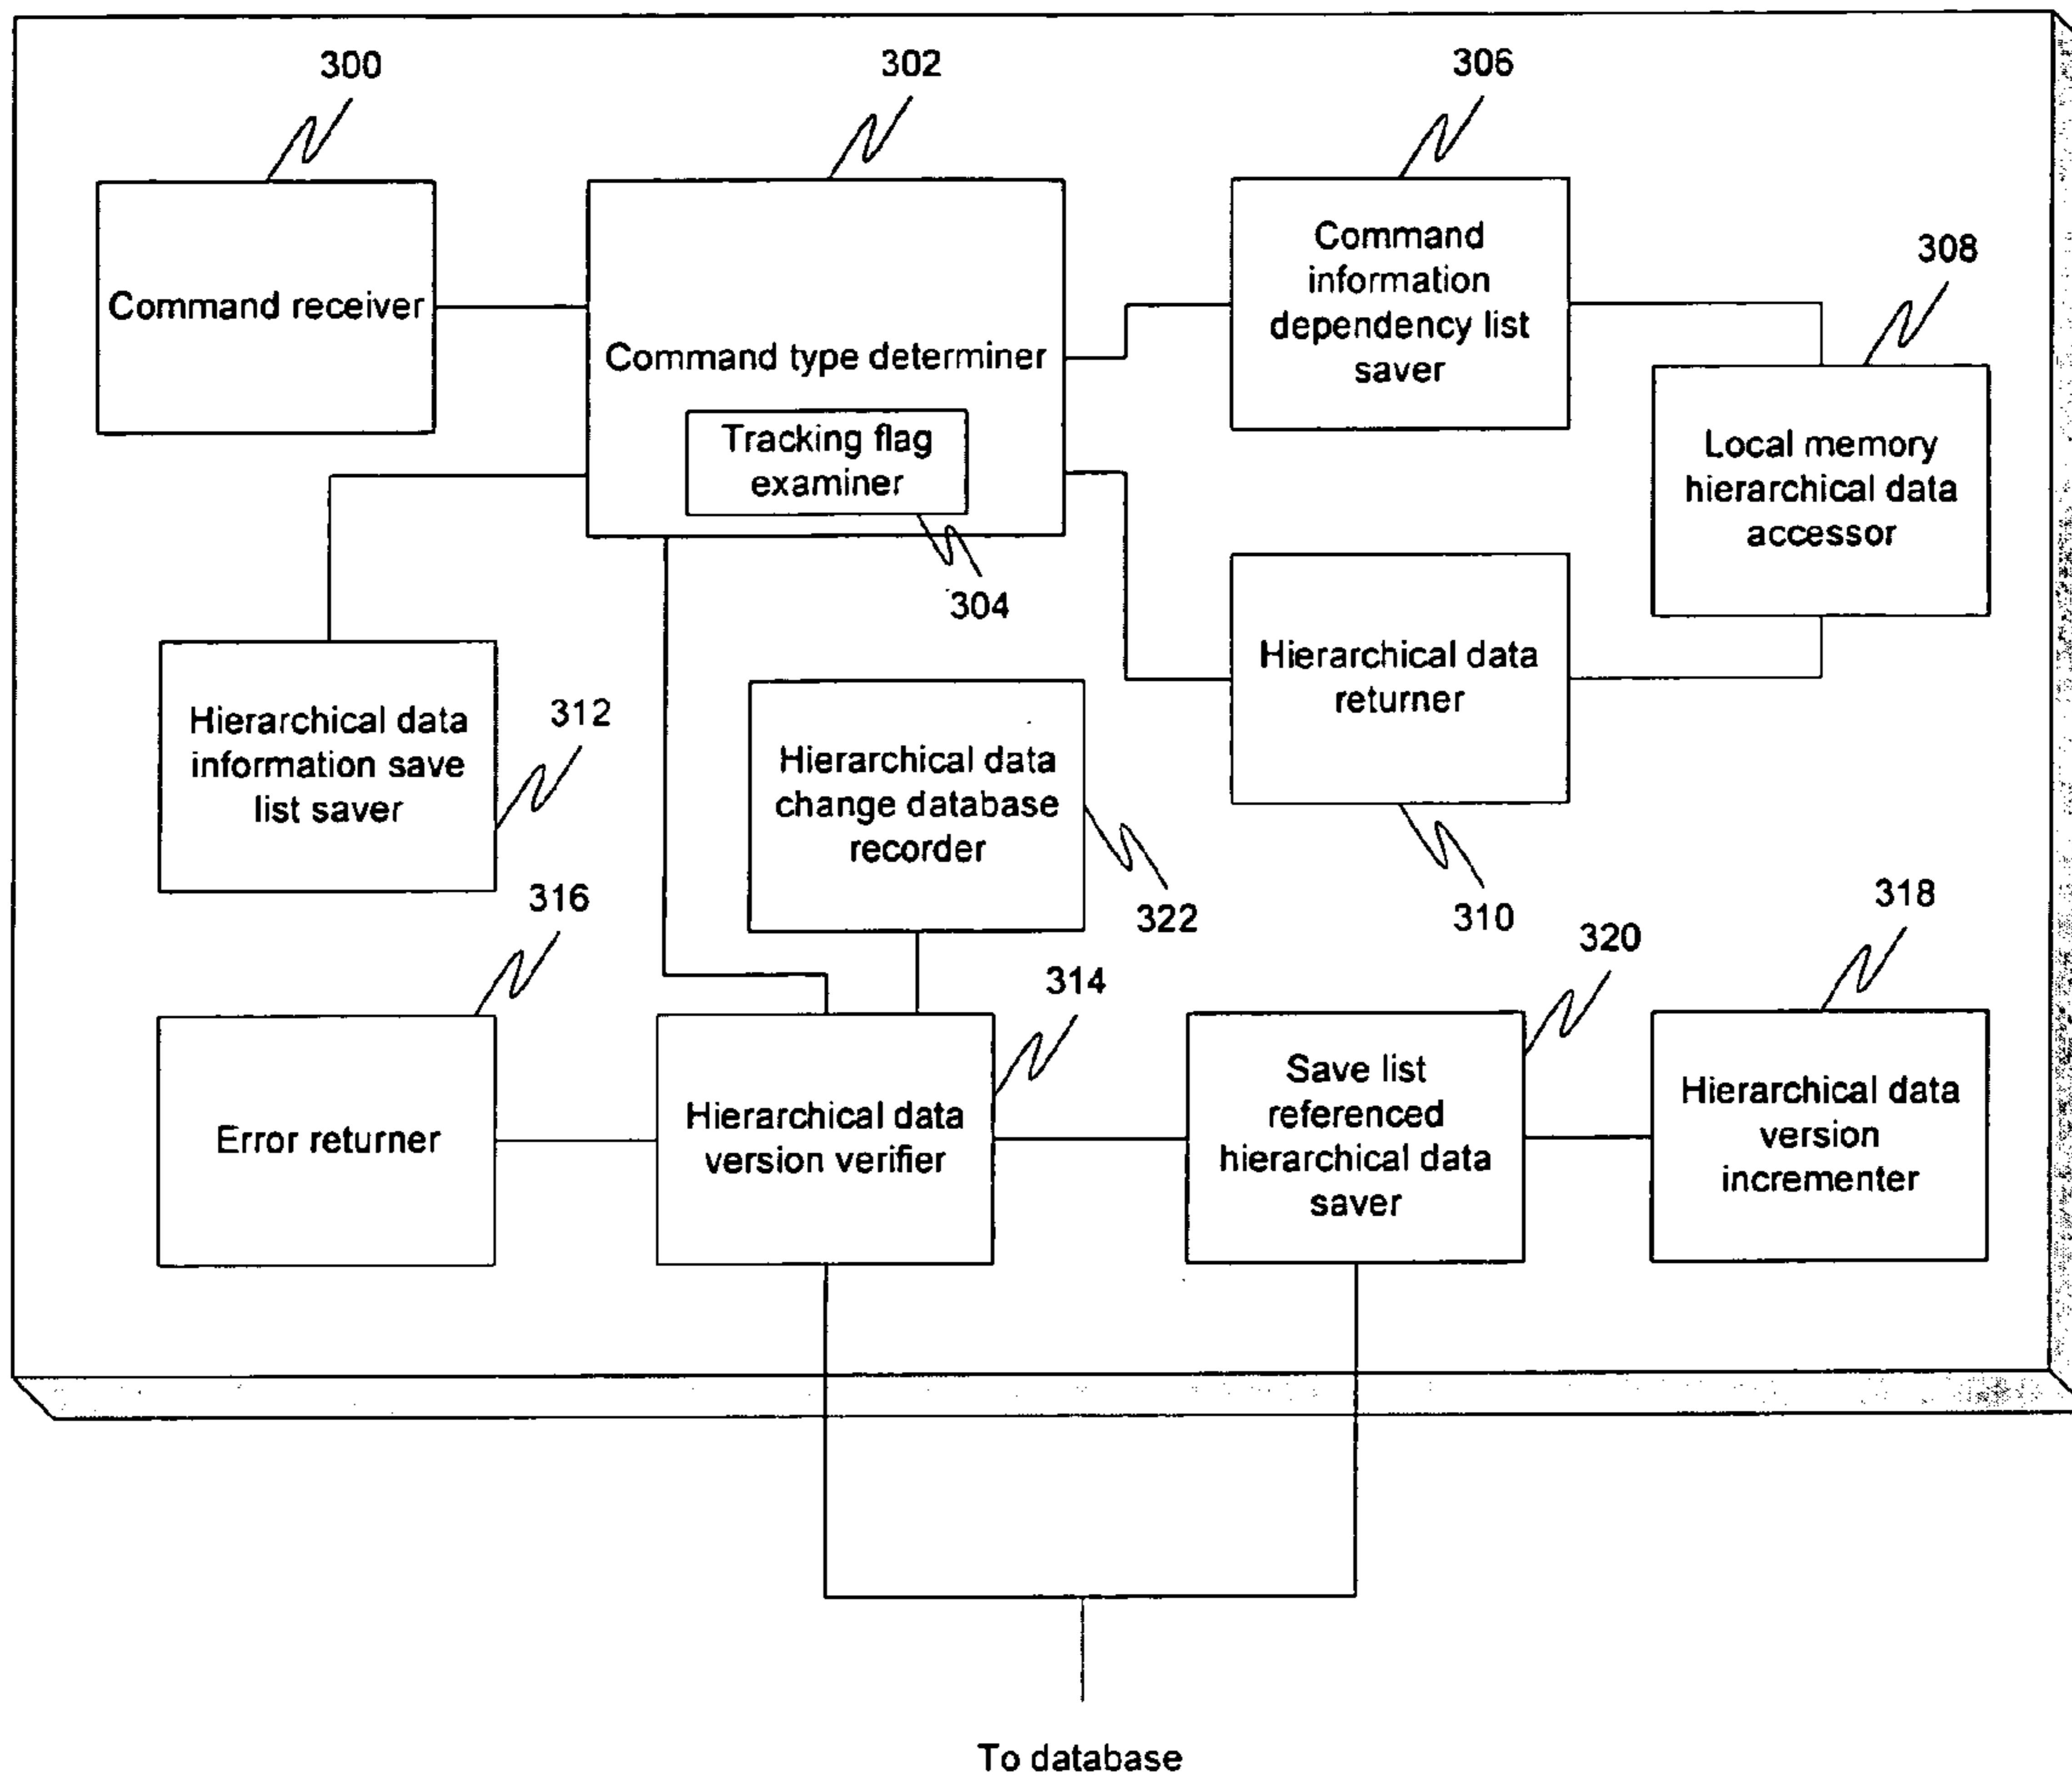 300
302
306
Command receiver
Command type determiner
Tracking flag
examiner
304
Command
information
dependency list
saver
308
Local memory
hierarchical data
accessor
Hierarchical data
returner
310
Hierarchical data
information save
list saver
312
Hierarchical data
change database
recorder
322
316
314
320
318
Error returner
Hierarchical data
version verifier
Save list
referenced
hierarchical data
saver
Hierarchical data
version
incrementer
To database